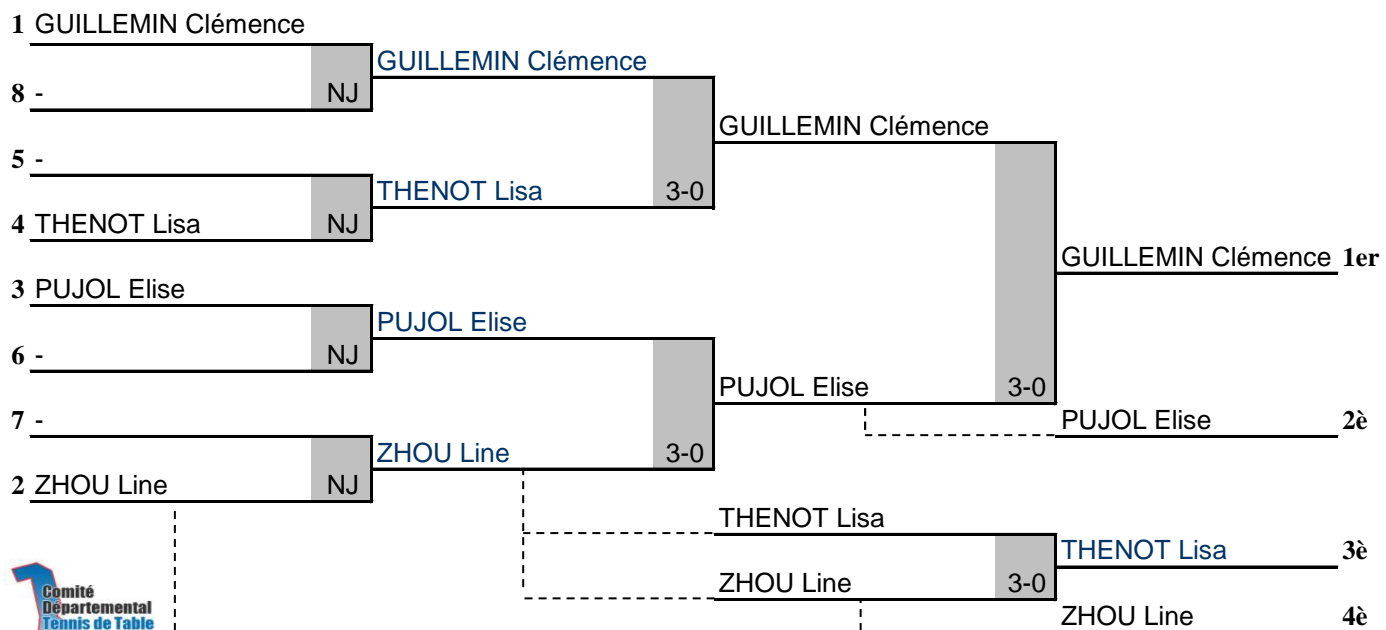 1 GUILLEMIN Clémence
GUILLEMIN Clémence
8 - NJ
GUILLEMIN Clémence
5 -
THENOT Lisa 3-0
4 THENOT Lisa NJ
GUILLEMIN Clémence 1er
3 PUJOL Elise
PUJOL Elise
6 - NJ
PUJOL Elise 3-0
7 -
PUJOL Elise 2è
ZHOU Line 3-0
2 ZHOU Line NJ
THENOT Lisa
THENOT Lisa 3è
ZHOU Line 3-0
ZHOU Line 4è
Comité
Départemental
Tennis de Table